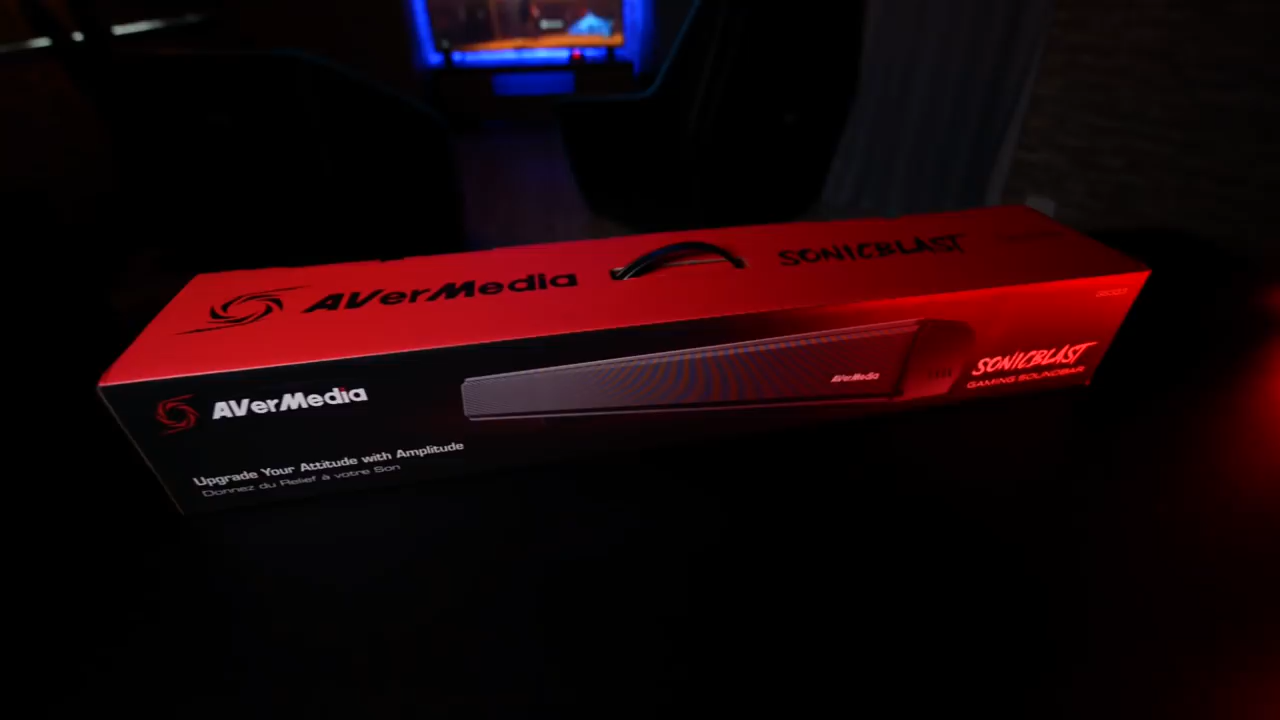 AVerMedia
SONICBLAST
AVerMedia
AVerMedia
SONICBLAST
GAMING SOUNDBAR
Upgrade Your Attitude with Amplitude
Donnez du Relief à votre Son